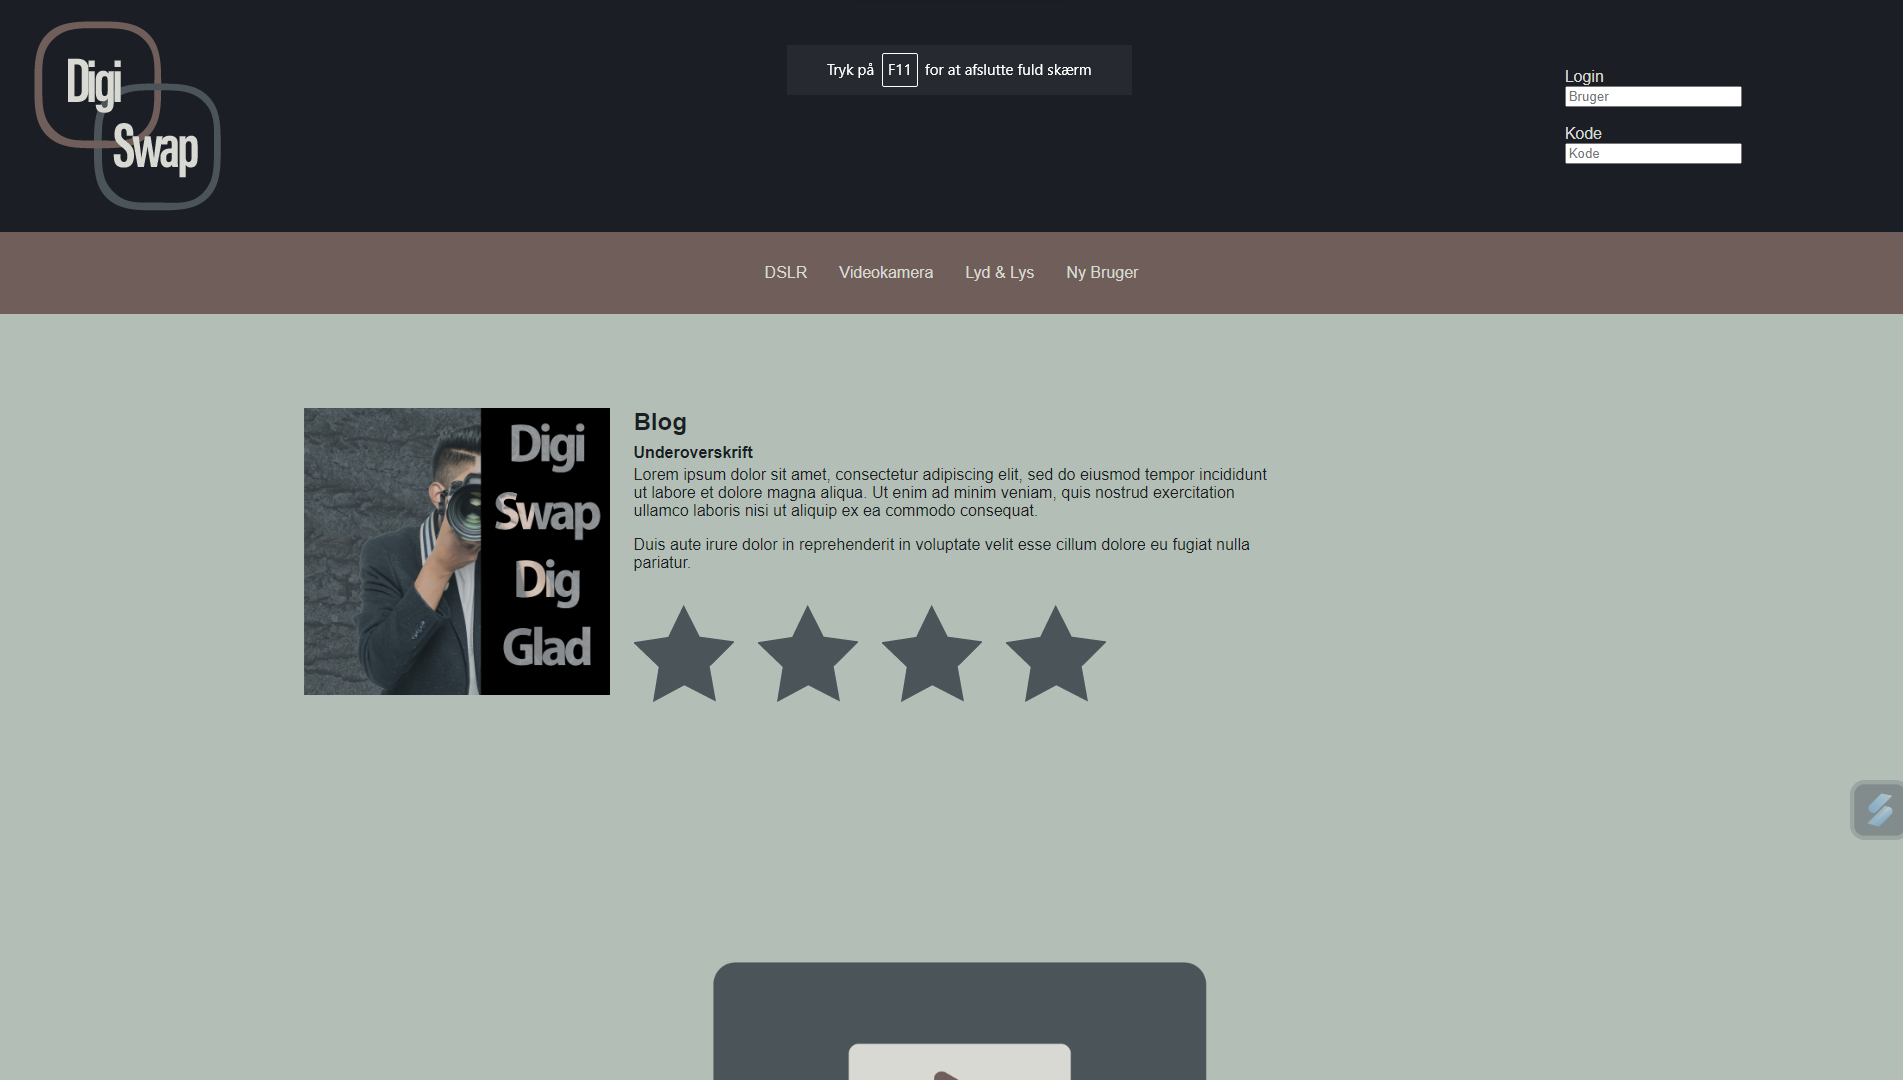 Digi
Swap
Tryk på F11 for at afslutte fuld skærm
Login
Bruger
Kode
Kode
DSLR Videokamera Lyd & Lys Ny Bruger
Digi
Swap
Dig
Glad
Blog
Underoverskrift
Lorem ipsum dolor sit amet, consectetur adipiscing elit, sed do eiusmod tempor incididunt
ut labore et dolore magna aliqua. Ut enim ad minim veniam, quis nostrud exercitation
ullamco laboris nisi ut aliquip ex ea commodo consequat.
Duis aute irure dolor in reprehenderit in voluptate velit esse cillum dolore eu fugiat nulla
pariatur.